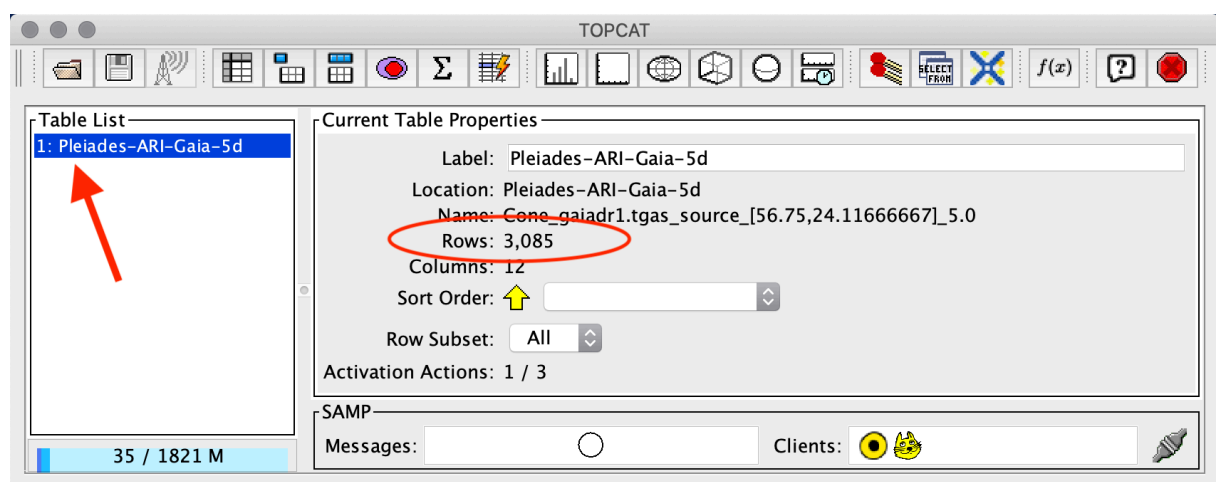 TOPCAT
SELECT
FROM
f(x)
?
Table List
1: Pleiades-ARI-Gaia-5d
35 / 1821 M
Current Table Properties
Label: Pleiades-ARI-Gaia-5d
Location: Pleiades-ARI-Gaia-5d
Name: Cone_gaiadr1.tgas_source_[56.75,24.11666667]_5.0
Rows: 3,085
Columns: 12
Sort Order:
Row Subset: All
Activation Actions: 1 / 3
SAMP
Messages: Clients: